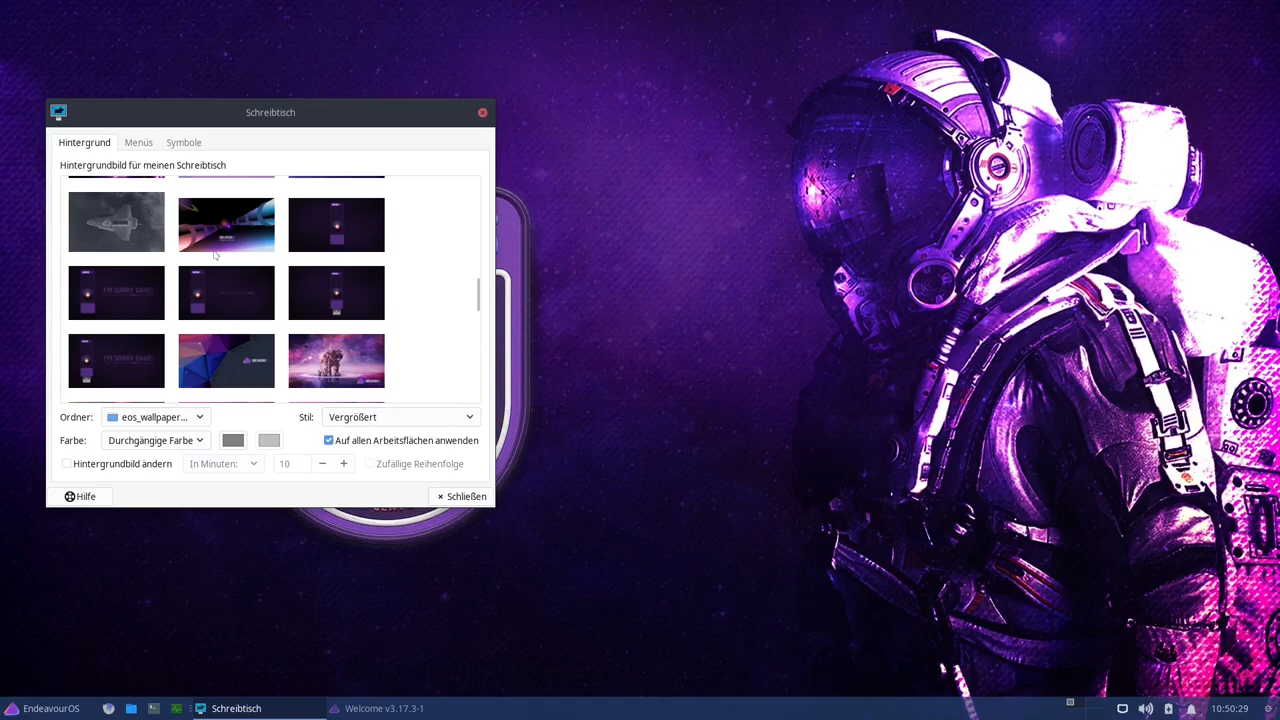 Schreibtisch
Hintergrund Menüs Symbole
Hintergrundbild für meinen Schreibtisch
I'M SORRY DAVE!
I'M SORRY DAVE!
Ordner: eos_wallpaper... Stil: Vergrößert
Farbe: Durchgängige Farbe Auf allen Arbeitsflächen anwenden
Hintergrundbild ändern In Minuten: 10 Zufällige Reihenfolge
Hilfe Schließen
EndeavourOS Schreibtisch Welcome v3.17.3-1 10:50:29